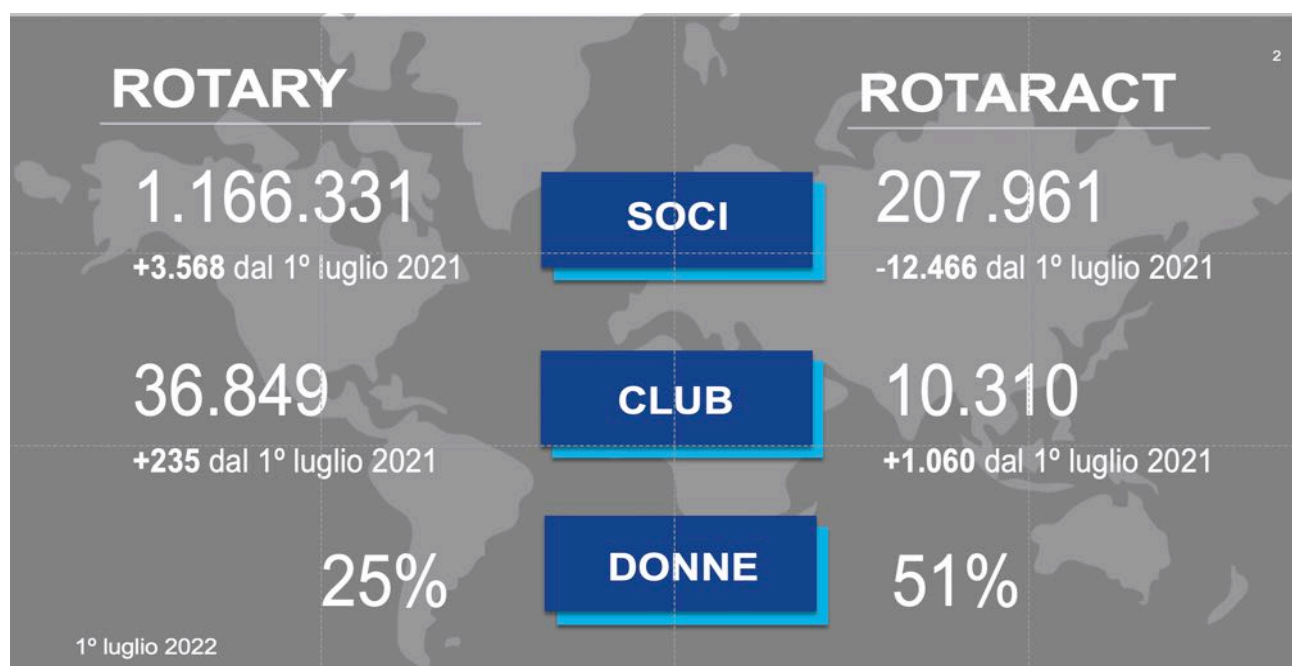 2
ROTARY
ROTARACT
1.166.331
SOCI
207.961
+3.568 dal 1º luglio 2021
-12.466 dal 1º luglio 2021
36.849
CLUB
10.310
+235 dal 1º luglio 2021
+1.060 dal 1º luglio 2021
25%
DONNE
51%
1º luglio 2022